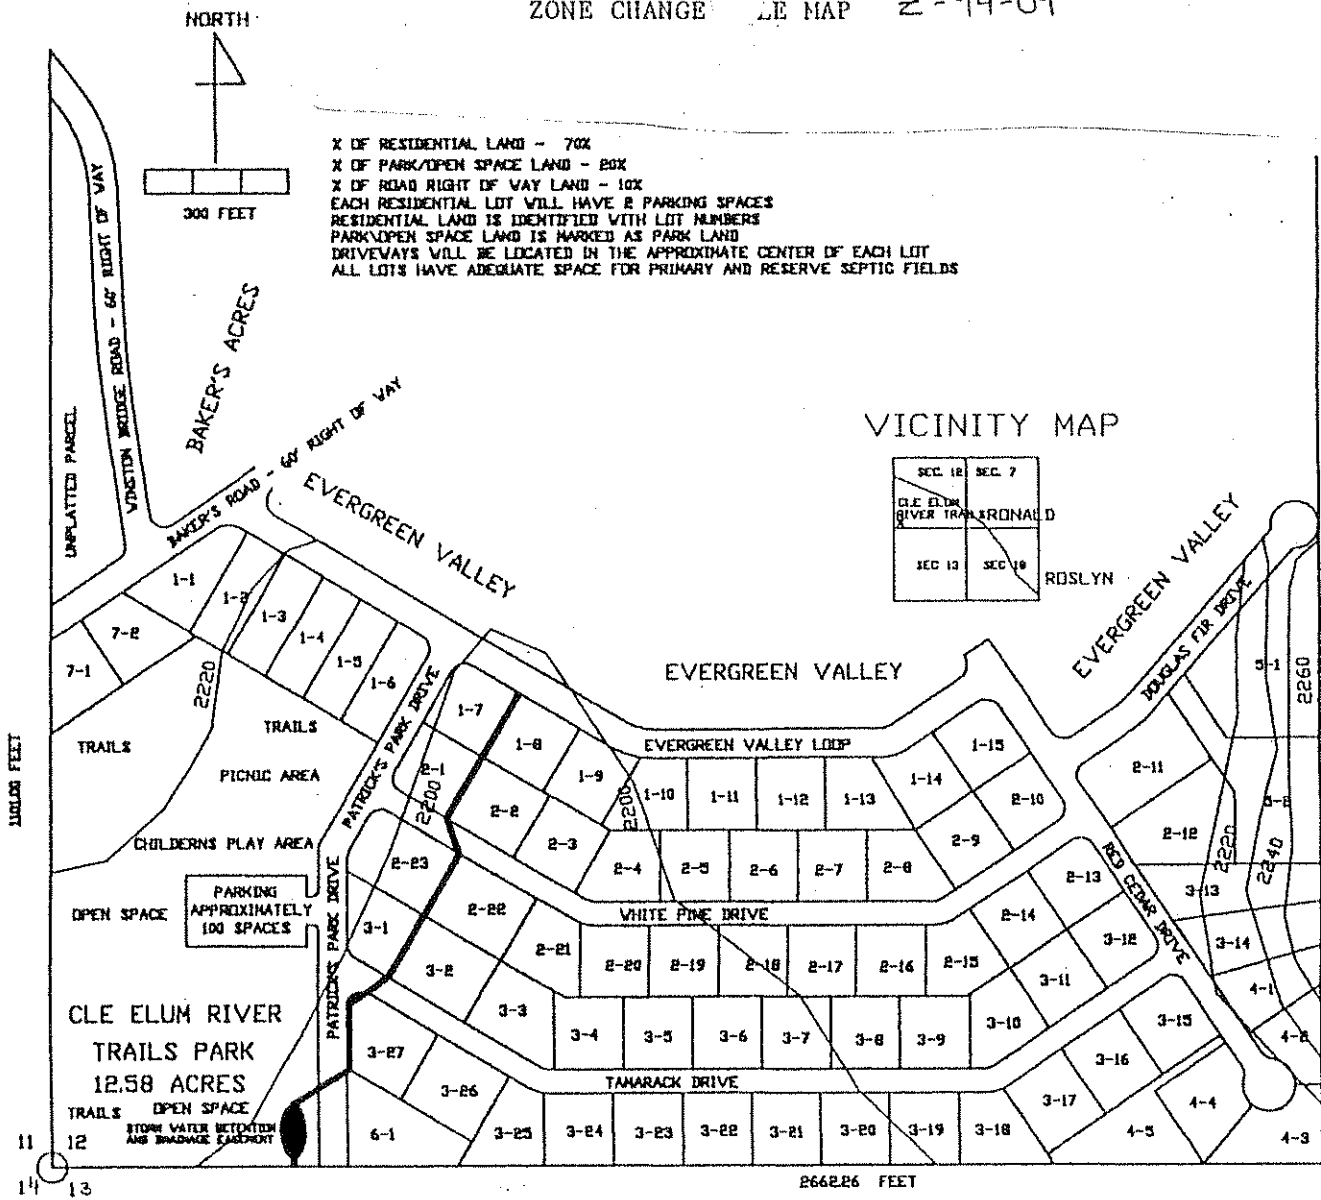 ZONE CHANGE LE MAP Z-94-09
NORTH
300 FEET
% OF RESIDENTIAL LAND - 70%
% OF PARK/OPEN SPACE LAND - 20%
% OF ROAD RIGHT OF WAY LAND - 10%
EACH RESIDENTIAL LOT WILL HAVE 2 PARKING SPACES
RESIDENTIAL LAND IS IDENTIFIED WITH LOT NUMBERS
PARK\OPEN SPACE LAND IS MARKED AS PARK LAND
DRIVEWAYS WILL BE LOCATED IN THE APPROXIMATE CENTER OF EACH LOT
ALL LOTS HAVE ADEQUATE SPACE FOR PRIMARY AND RESERVE SEPTIC FIELDS
WINSTON BRIDGE ROAD - 60' RIGHT OF WAY
UNPLATTED PARCEL
BAKER'S ACRES
BAKER'S ROAD - 60' RIGHT OF WAY
EVERGREEN VALLEY
VICINITY MAP
SEC. 12 SEC. 7
CLE ELUM
RIVER TRAILS RONALD
SEC 13 SEC 18
ROSLYN
EVERGREEN VALLEY
EVERGREEN VALLEY
DOUGLAS FIR DRIVE
EVERGREEN VALLEY LOOP
1-1
1-2
1-3
1-4
1-5
1-6
7-2
7-1
2220
TRAILS
TRAILS
PICNIC AREA
CHILDERNS PLAY AREA
OPEN SPACE
PARKING
APPROXIMATELY
100 SPACES
PATRICK'S PARK DRIVE
PATRICK'S PARK DRIVE
1-7
1-8
1-9
1-10
1-11
1-12
1-13
1-14
1-15
2-1
2-2
2-3
2-4
2-5
2-6
2-7
2-8
2-9
2-10
2-11
2-12
2-13
2200
2200
2220
2240
2260
5-1
5-2
WHITE PINE DRIVE
RED CEDAR DRIVE
2-23
2-22
2-21
2-20
2-19
2-18
2-17
2-16
2-15
2-14
3-1
3-2
3-3
3-4
3-5
3-6
3-7
3-8
3-9
3-10
3-11
3-12
3-13
3-14
3-15
3-16
3-17
TAMARACK DRIVE
3-27
3-26
3-25
3-24
3-23
3-22
3-21
3-20
3-19
3-18
6-1
4-1
4-2
4-3
4-4
4-5
CLE ELUM RIVER
TRAILS PARK
12.58 ACRES
TRAILS OPEN SPACE
STORM WATER DETENTION
AND DRAINAGE EASEMENT
11 12
14 13
2662.26 FEET